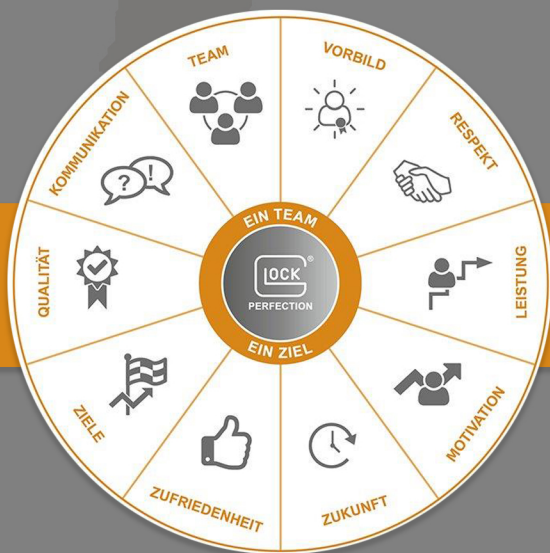 TEAM
VORBILD
RESPEKT
LEISTUNG
MOTIVATION
ZUKUNFT
ZUFRIEDENHEIT
ZIELE
QUALITÄT
KOMMUNIKATION
?
!
EIN TEAM
GLOCK®
PERFECTION
EIN ZIEL